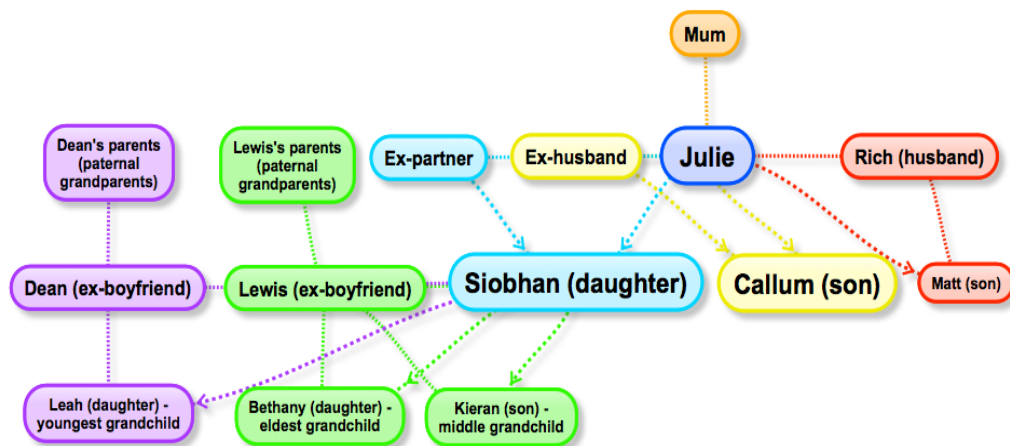 Mum
Dean's parents
(paternal
grandparents)
Lewis's parents
(paternal
grandparents)
Ex-partner
Ex-husband
Julie
Rich (husband)
Dean (ex-boyfriend)
Lewis (ex-boyfriend)
Siobhan (daughter)
Callum (son)
Matt (son)
Leah (daughter) -
youngest grandchild
Bethany (daughter) -
eldest grandchild
Kieran (son) -
middle grandchild